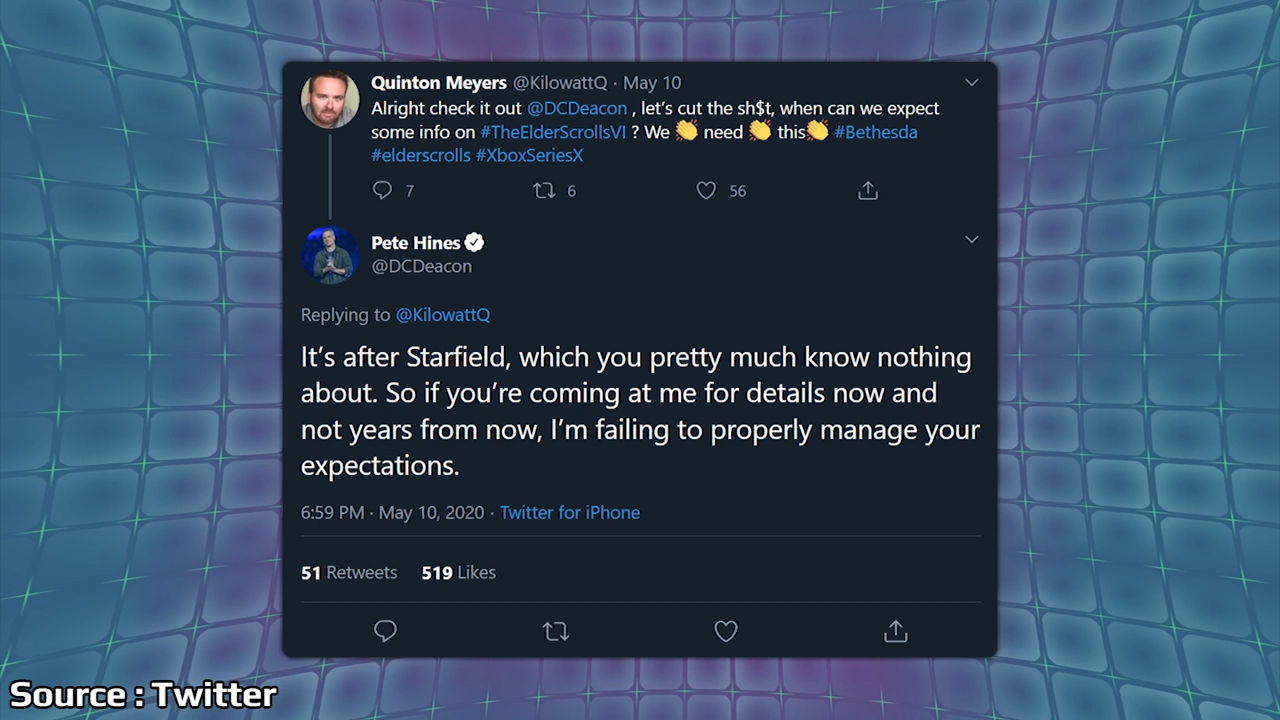 Quinton Meyers @KilowattQ · May 10
Alright check it out @DCDeacon , let's cut the sh$t, when can we expect
some info on #TheElderScrollsVI ? We 👏 need 👏 this👏 #Bethesda
#elderscrolls #XboxSeriesX
7 6 56
Pete Hines
@DCDeacon
Replying to @KilowattQ
It's after Starfield, which you pretty much know nothing
about. So if you're coming at me for details now and
not years from now, I'm failing to properly manage your
expectations.
6:59 PM · May 10, 2020 · Twitter for iPhone
51 Retweets 519 Likes
Source : Twitter